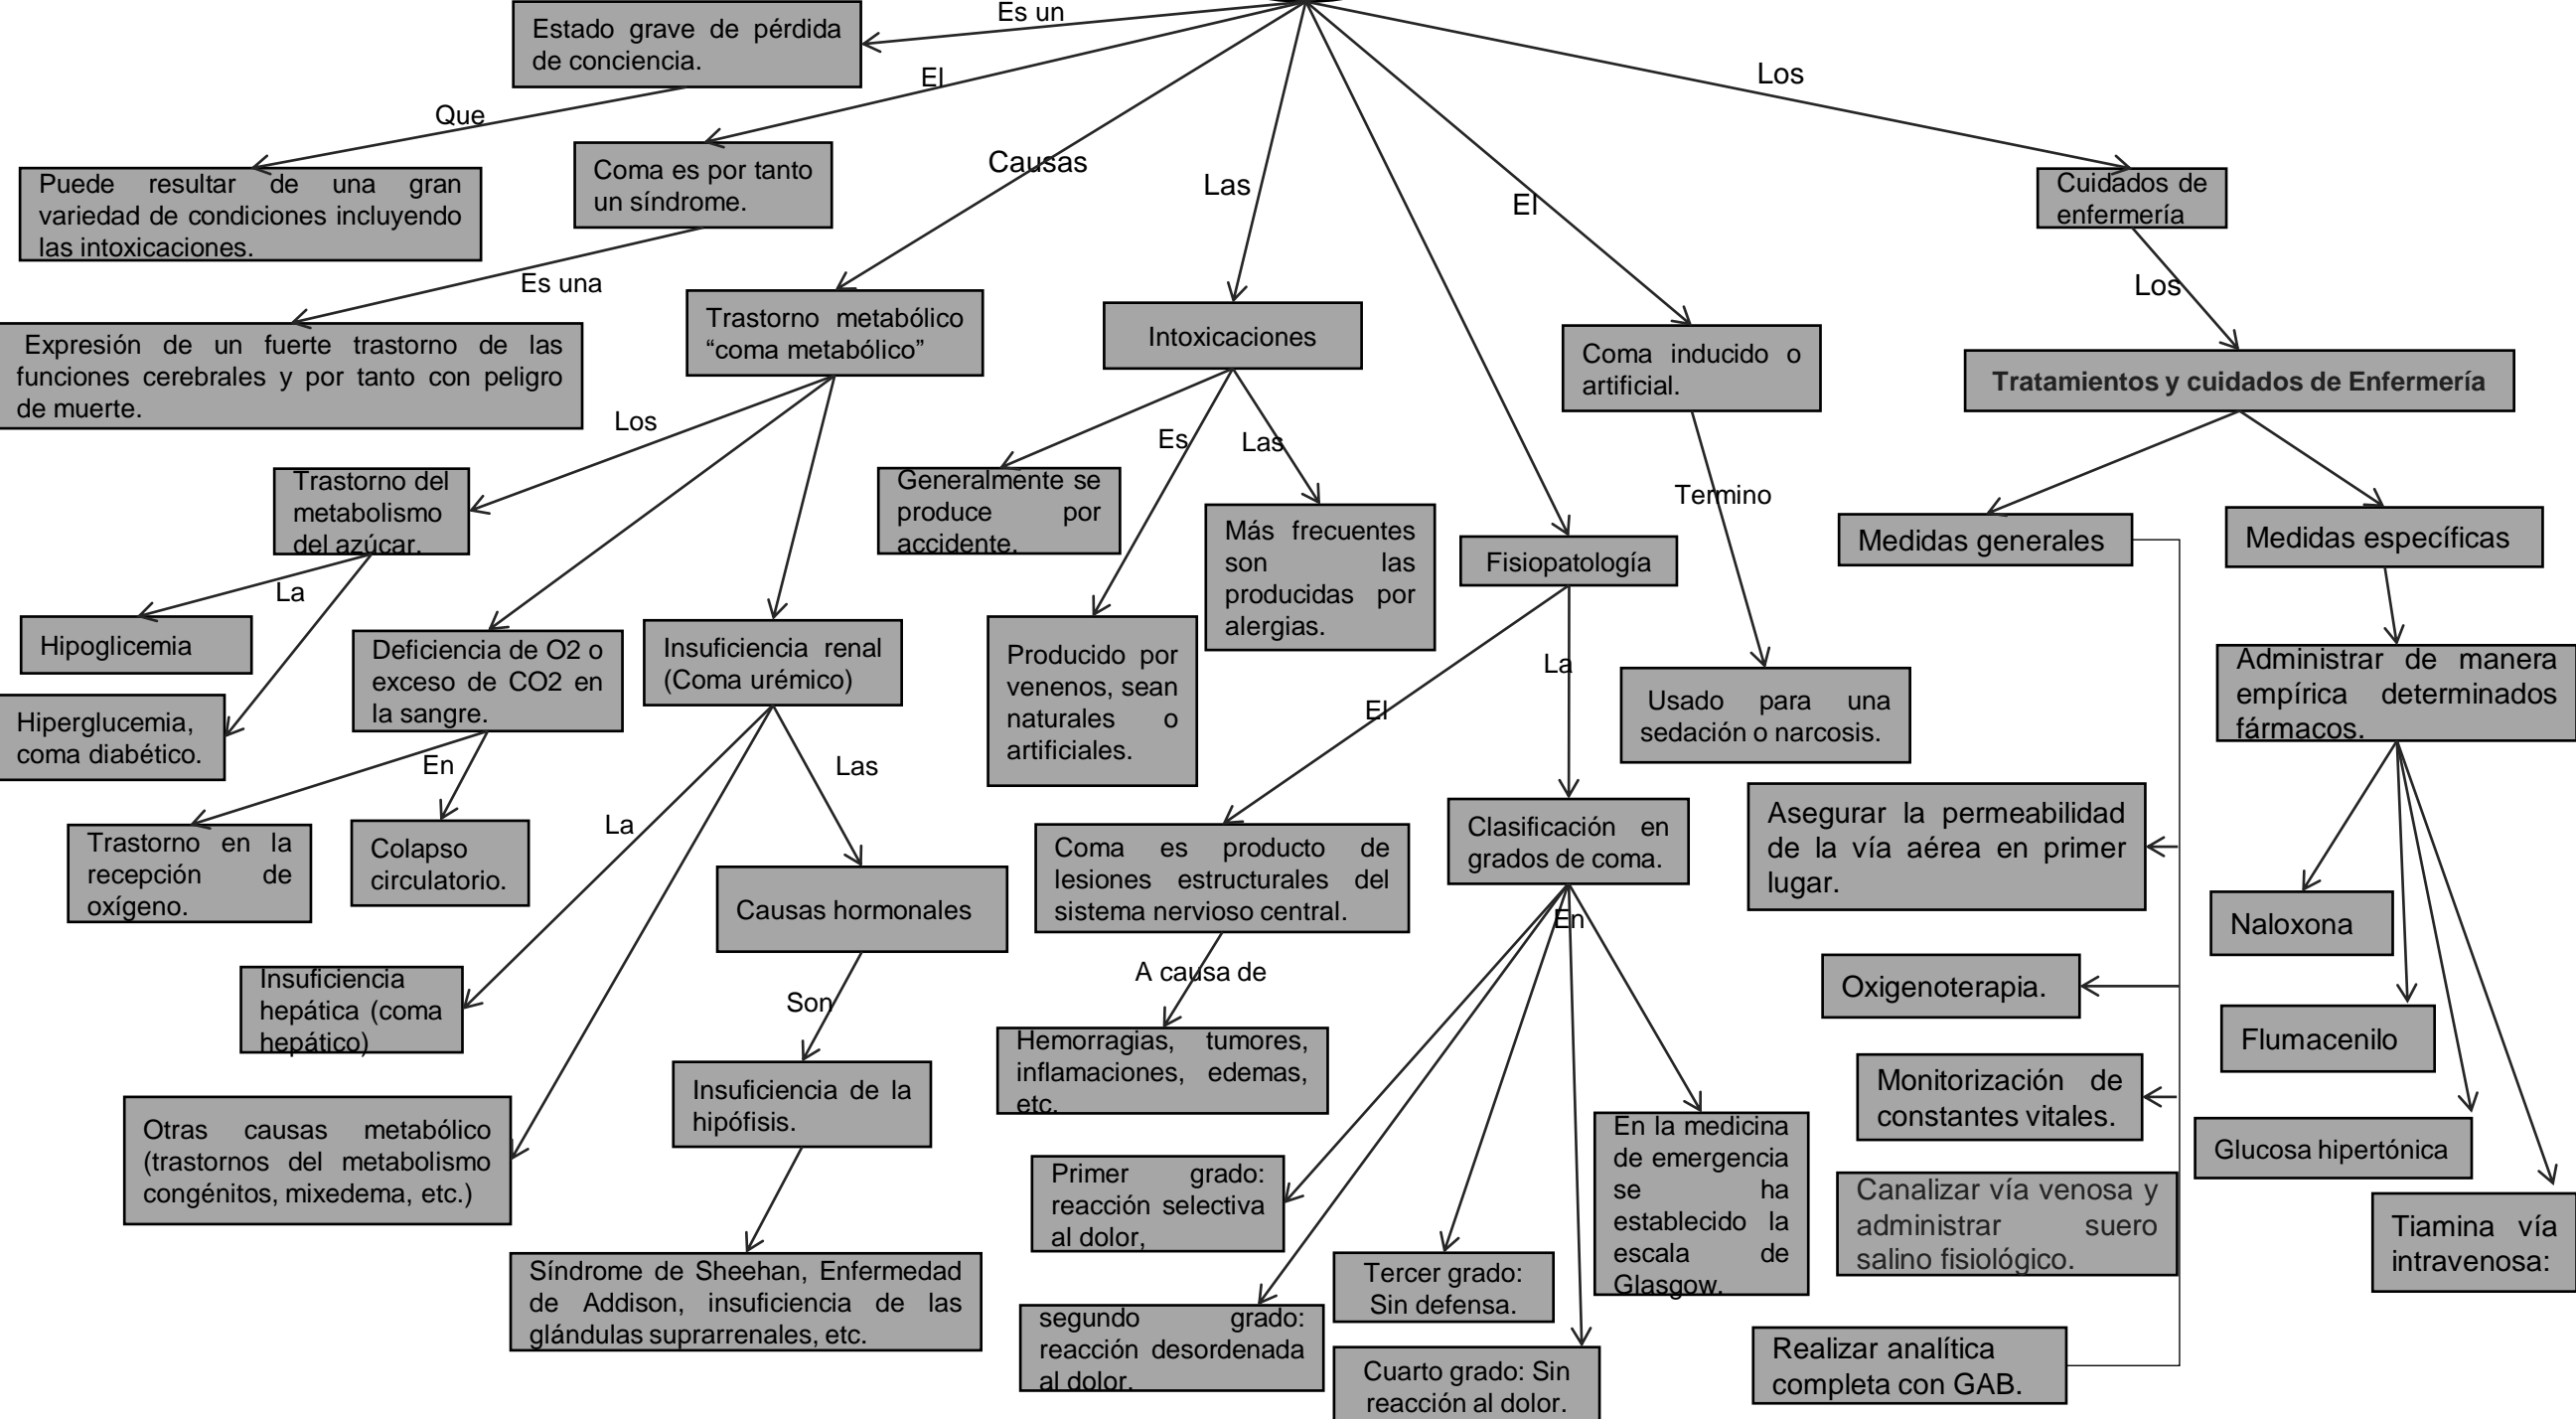 Es un
Estado grave de pérdida
de conciencia.
El
Los
Que
Coma es por tanto
un síndrome.
Causas
Las
El
Puede resultar de una gran
variedad de condiciones incluyendo
las intoxicaciones.
Cuidados de
enfermería
Es una
Los
Expresión de un fuerte trastorno de las
funciones cerebrales y por tanto con peligro
de muerte.
Trastorno metabólico
“coma metabólico”
Intoxicaciones
Coma inducido o
artificial.
Tratamientos y cuidados de Enfermería
Los
Es
Las
Termino
Trastorno del
metabolismo
del azúcar.
Generalmente se
produce por
accidente.
Más frecuentes
son las
producidas por
alergias.
Fisiopatología
Medidas generales
Medidas específicas
La
Hipoglicemia
Hiperglucemia,
coma diabético.
Deficiencia de O2 o
exceso de CO2 en
la sangre.
Insuficiencia renal
(Coma urémico)
Producido por
venenos, sean
naturales o
artificiales.
El
La
Usado para una
sedación o narcosis.
Administrar de manera
empírica determinados
fármacos.
En
La
Las
Trastorno en la
recepción de
oxígeno.
Colapso
circulatorio.
Causas hormonales
Coma es producto de
lesiones estructurales del
sistema nervioso central.
Clasificación en
grados de coma.
Asegurar la permeabilidad
de la vía aérea en primer
lugar.
Naloxona
En
A causa de
Son
Insuficiencia
hepática (coma
hepático)
Oxigenoterapia.
Flumacenilo
Hemorragias, tumores,
inflamaciones, edemas,
etc.
Insuficiencia de la
hipófisis.
Monitorización de
constantes vitales.
Glucosa hipertónica
Otras causas metabólico
(trastornos del metabolismo
congénitos, mixedema, etc.)
Primer grado:
reacción selectiva
al dolor,
En la medicina
de emergencia
se ha
establecido la
escala de
Glasgow.
Canalizar vía venosa y
administrar suero
salino fisiológico.
Tiamina vía
intravenosa:
Síndrome de Sheehan, Enfermedad
de Addison, insuficiencia de las
glándulas suprarrenales, etc.
segundo grado:
reacción desordenada
al dolor.
Tercer grado:
Sin defensa.
Cuarto grado: Sin
reacción al dolor.
Realizar analítica
completa con GAB.